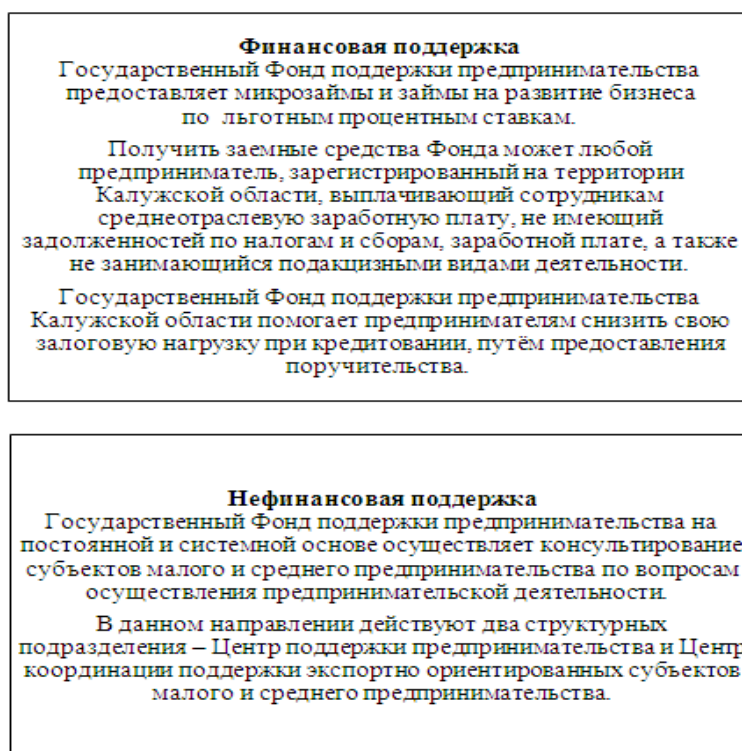 Финансовая поддержка
Государственный Фонд поддержки предпринимательства
предоставляет микрозаймы и займы на развитие бизнеса
по льготным процентным ставкам.
Получить заемные средства Фонда может любой
предприниматель, зарегистрированный на территории
Калужской области, выплачивающий сотрудникам
среднеотраслевую заработную плату, не имеющий
задолженностей по налогам и сборам, заработной плате, а также
не занимающийся подакцизными видами деятельности.
Государственный Фонд поддержки предпринимательства
Калужской области помогает предпринимателям снизить свою
залоговую нагрузку при кредитовании, путём предоставления
поручительства.
Нефинансовая поддержка
Государственный Фонд поддержки предпринимательства на
постоянной и системной основе осуществляет консультирование
субъектов малого и среднего предпринимательства по вопросам
осуществления предпринимательской деятельности.
В данном направлении действуют два структурных
подразделения – Центр поддержки предпринимательства и Центр
координации поддержки экспортно ориентированных субъектов
малого и среднего предпринимательства.